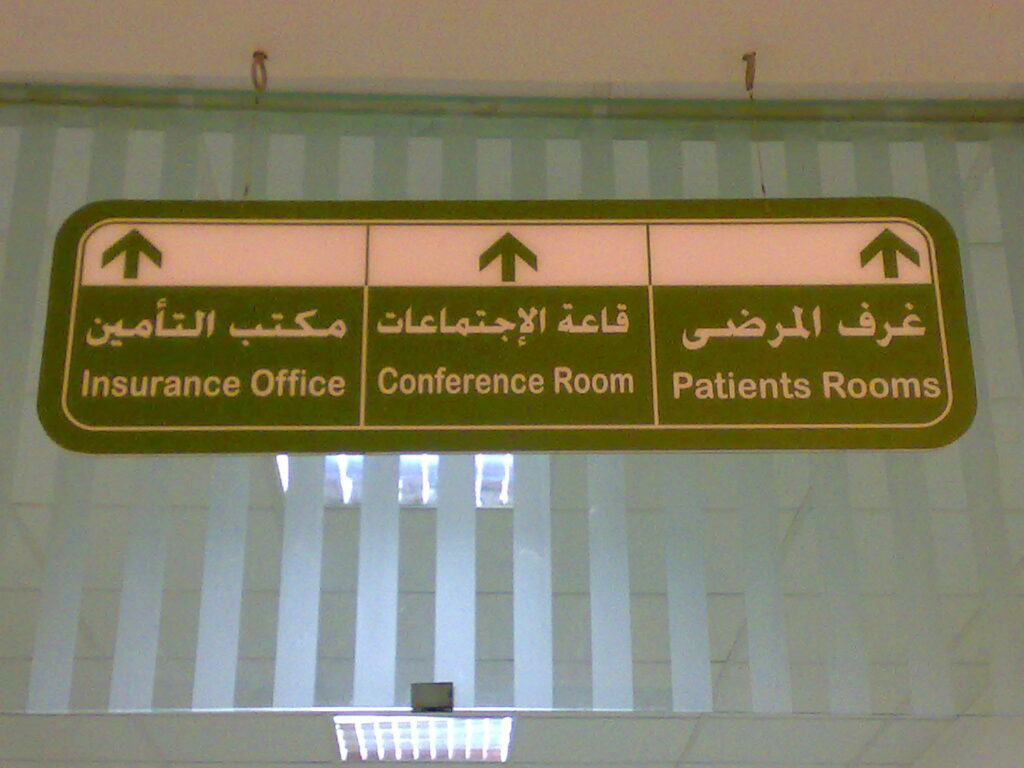 مكتب التأمين
Insurance Office
قاعة الإجتماعات
Conference Room
غرف المرضى
Patients Rooms